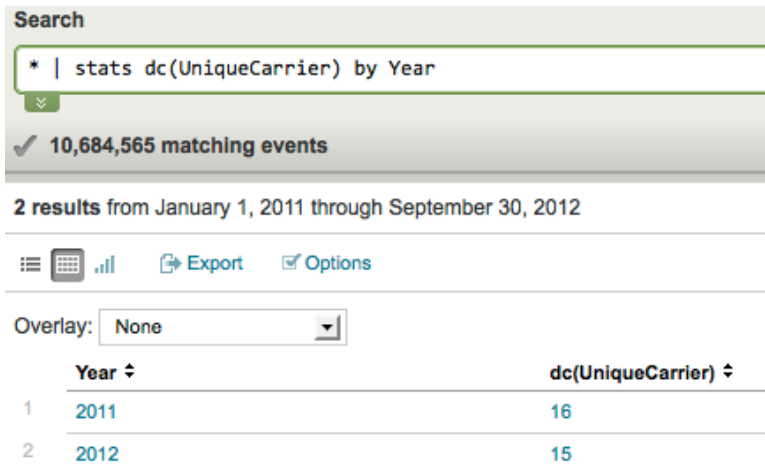 Search
* | stats dc(UniqueCarrier) by Year
10,684,565 matching events
2 results from January 1, 2011 through September 30, 2012
Export Options
Overlay: None
Year dc(UniqueCarrier)
1 2011 16
2 2012 15